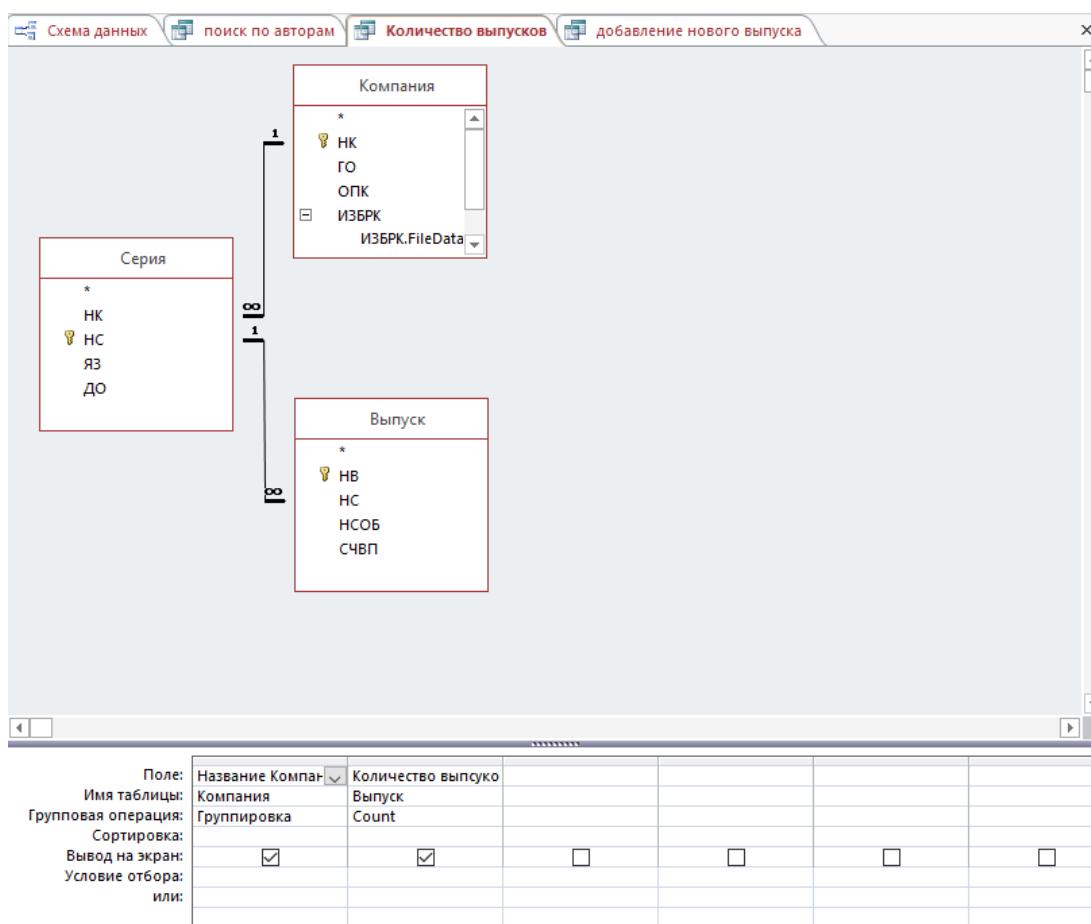 Схема данных поиск по авторам Количество выпусков добавление нового выпуска
Компания
*
НК
ГО
ОПК
ИЗБРК
ИЗБРК.FileData
1
Серия
*
НК
НС
ЯЗ
ДО
∞
1
Выпуск
*
НВ
НС
НСОБ
СЧВП
∞
Поле: Название Компан Количество выпсуко
Имя таблицы: Компания Выпуск
Групповая операция: Группировка Count
Сортировка:
Вывод на экран:
Условие отбора:
или: